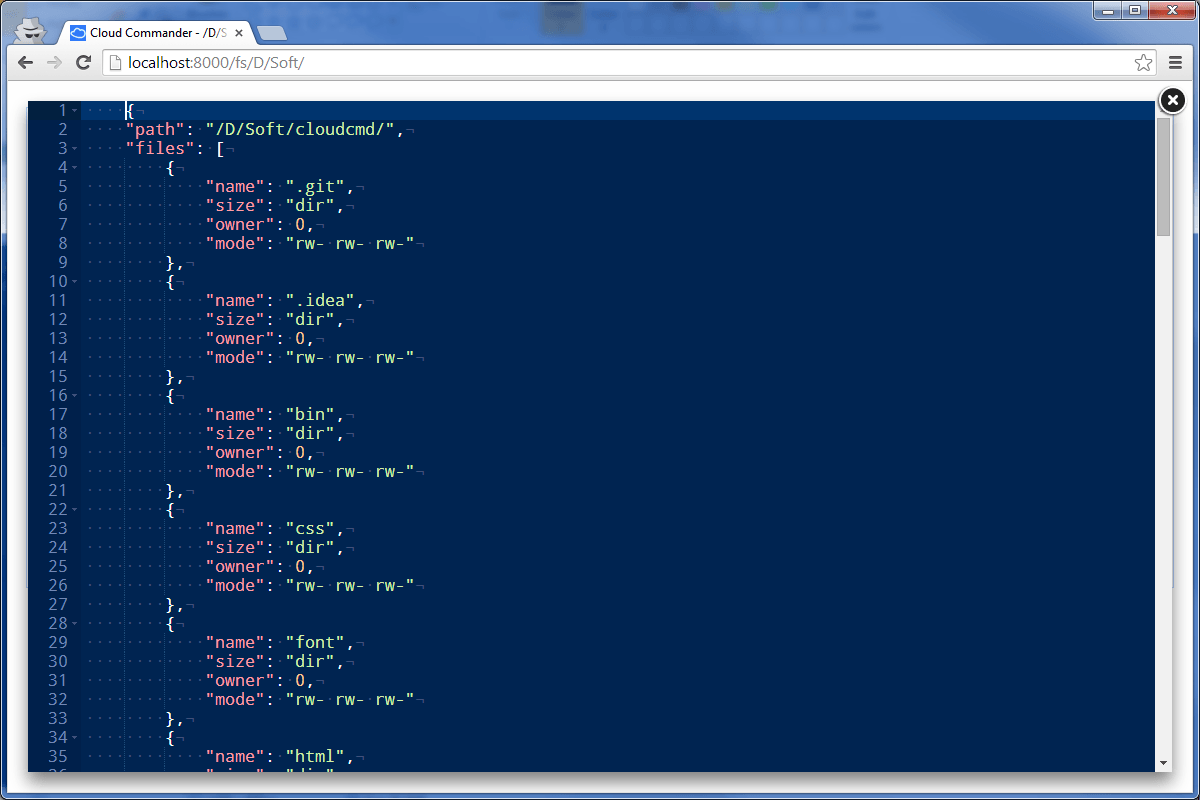 Cloud Commander - /D/S
localhost:8000/fs/D/Soft/
1 {
2 "path": "/D/Soft/cloudcmd/",
3 "files": [
4 {
5 "name": ".git",
6 "size": "dir",
7 "owner": 0,
8 "mode": "rw- rw- rw-"
9 },
10 {
11 "name": ".idea",
12 "size": "dir",
13 "owner": 0,
14 "mode": "rw- rw- rw-"
15 },
16 {
17 "name": "bin",
18 "size": "dir",
19 "owner": 0,
20 "mode": "rw- rw- rw-"
21 },
22 {
23 "name": "css",
24 "size": "dir",
25 "owner": 0,
26 "mode": "rw- rw- rw-"
27 },
28 {
29 "name": "font",
30 "size": "dir",
31 "owner": 0,
32 "mode": "rw- rw- rw-"
33 },
34 {
35 "name": "html",